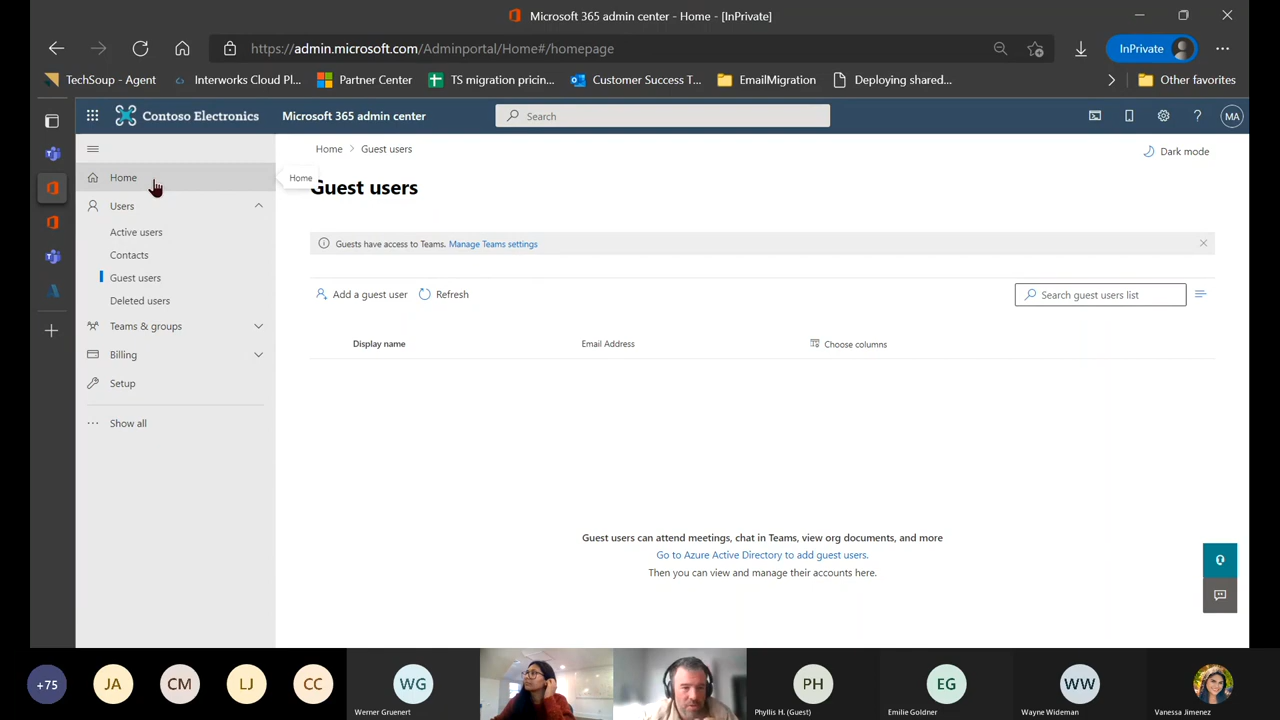 Microsoft 365 admin center - Home - [InPrivate]
https://admin.microsoft.com/Adminportal/Home#/homepage
InPrivate
TechSoup - Agent
Interworks Cloud Pl...
Partner Center
TS migration pricin...
Customer Success T...
EmailMigration
Deploying shared...
Other favorites
Contoso Electronics
Microsoft 365 admin center
Search
MA
Home
Users
Active users
Contacts
Guest users
Deleted users
Teams & groups
Billing
Setup
Show all
Home
Home > Guest users
Dark mode
Guest users
Guests have access to Teams. Manage Teams settings
Add a guest user
Refresh
Search guest users list
Display name
Email Address
Choose columns
Guest users can attend meetings, chat in Teams, view org documents, and more
Go to Azure Active Directory to add guest users.
Then you can view and manage their accounts here.
+75
JA
CM
LJ
CC
WG
Werner Gruenert
PH
Phyllis H. (Guest)
EG
Emilie Goldner
WW
Wayne Wideman
Vanessa Jimenez